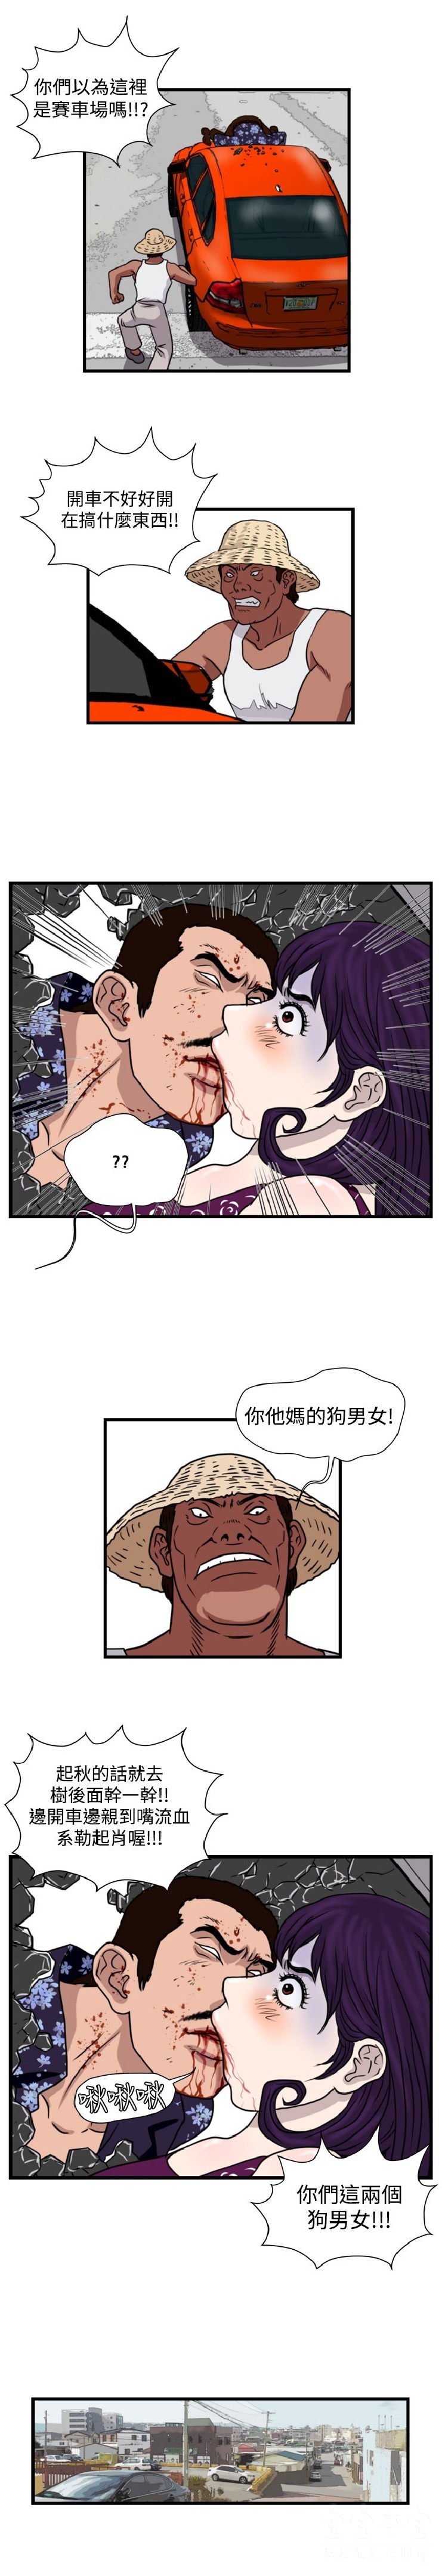 你們以為這裡
是賽車場嗎!!?
開車不好好開
在搞什麼東西!!
??
你他媽的狗男女!
起秋的話就去
樹後面幹一幹!!
邊開車邊親到嘴流血
系勒起肖喔!!!
啾啾啾
你們這兩個
狗男女!!!